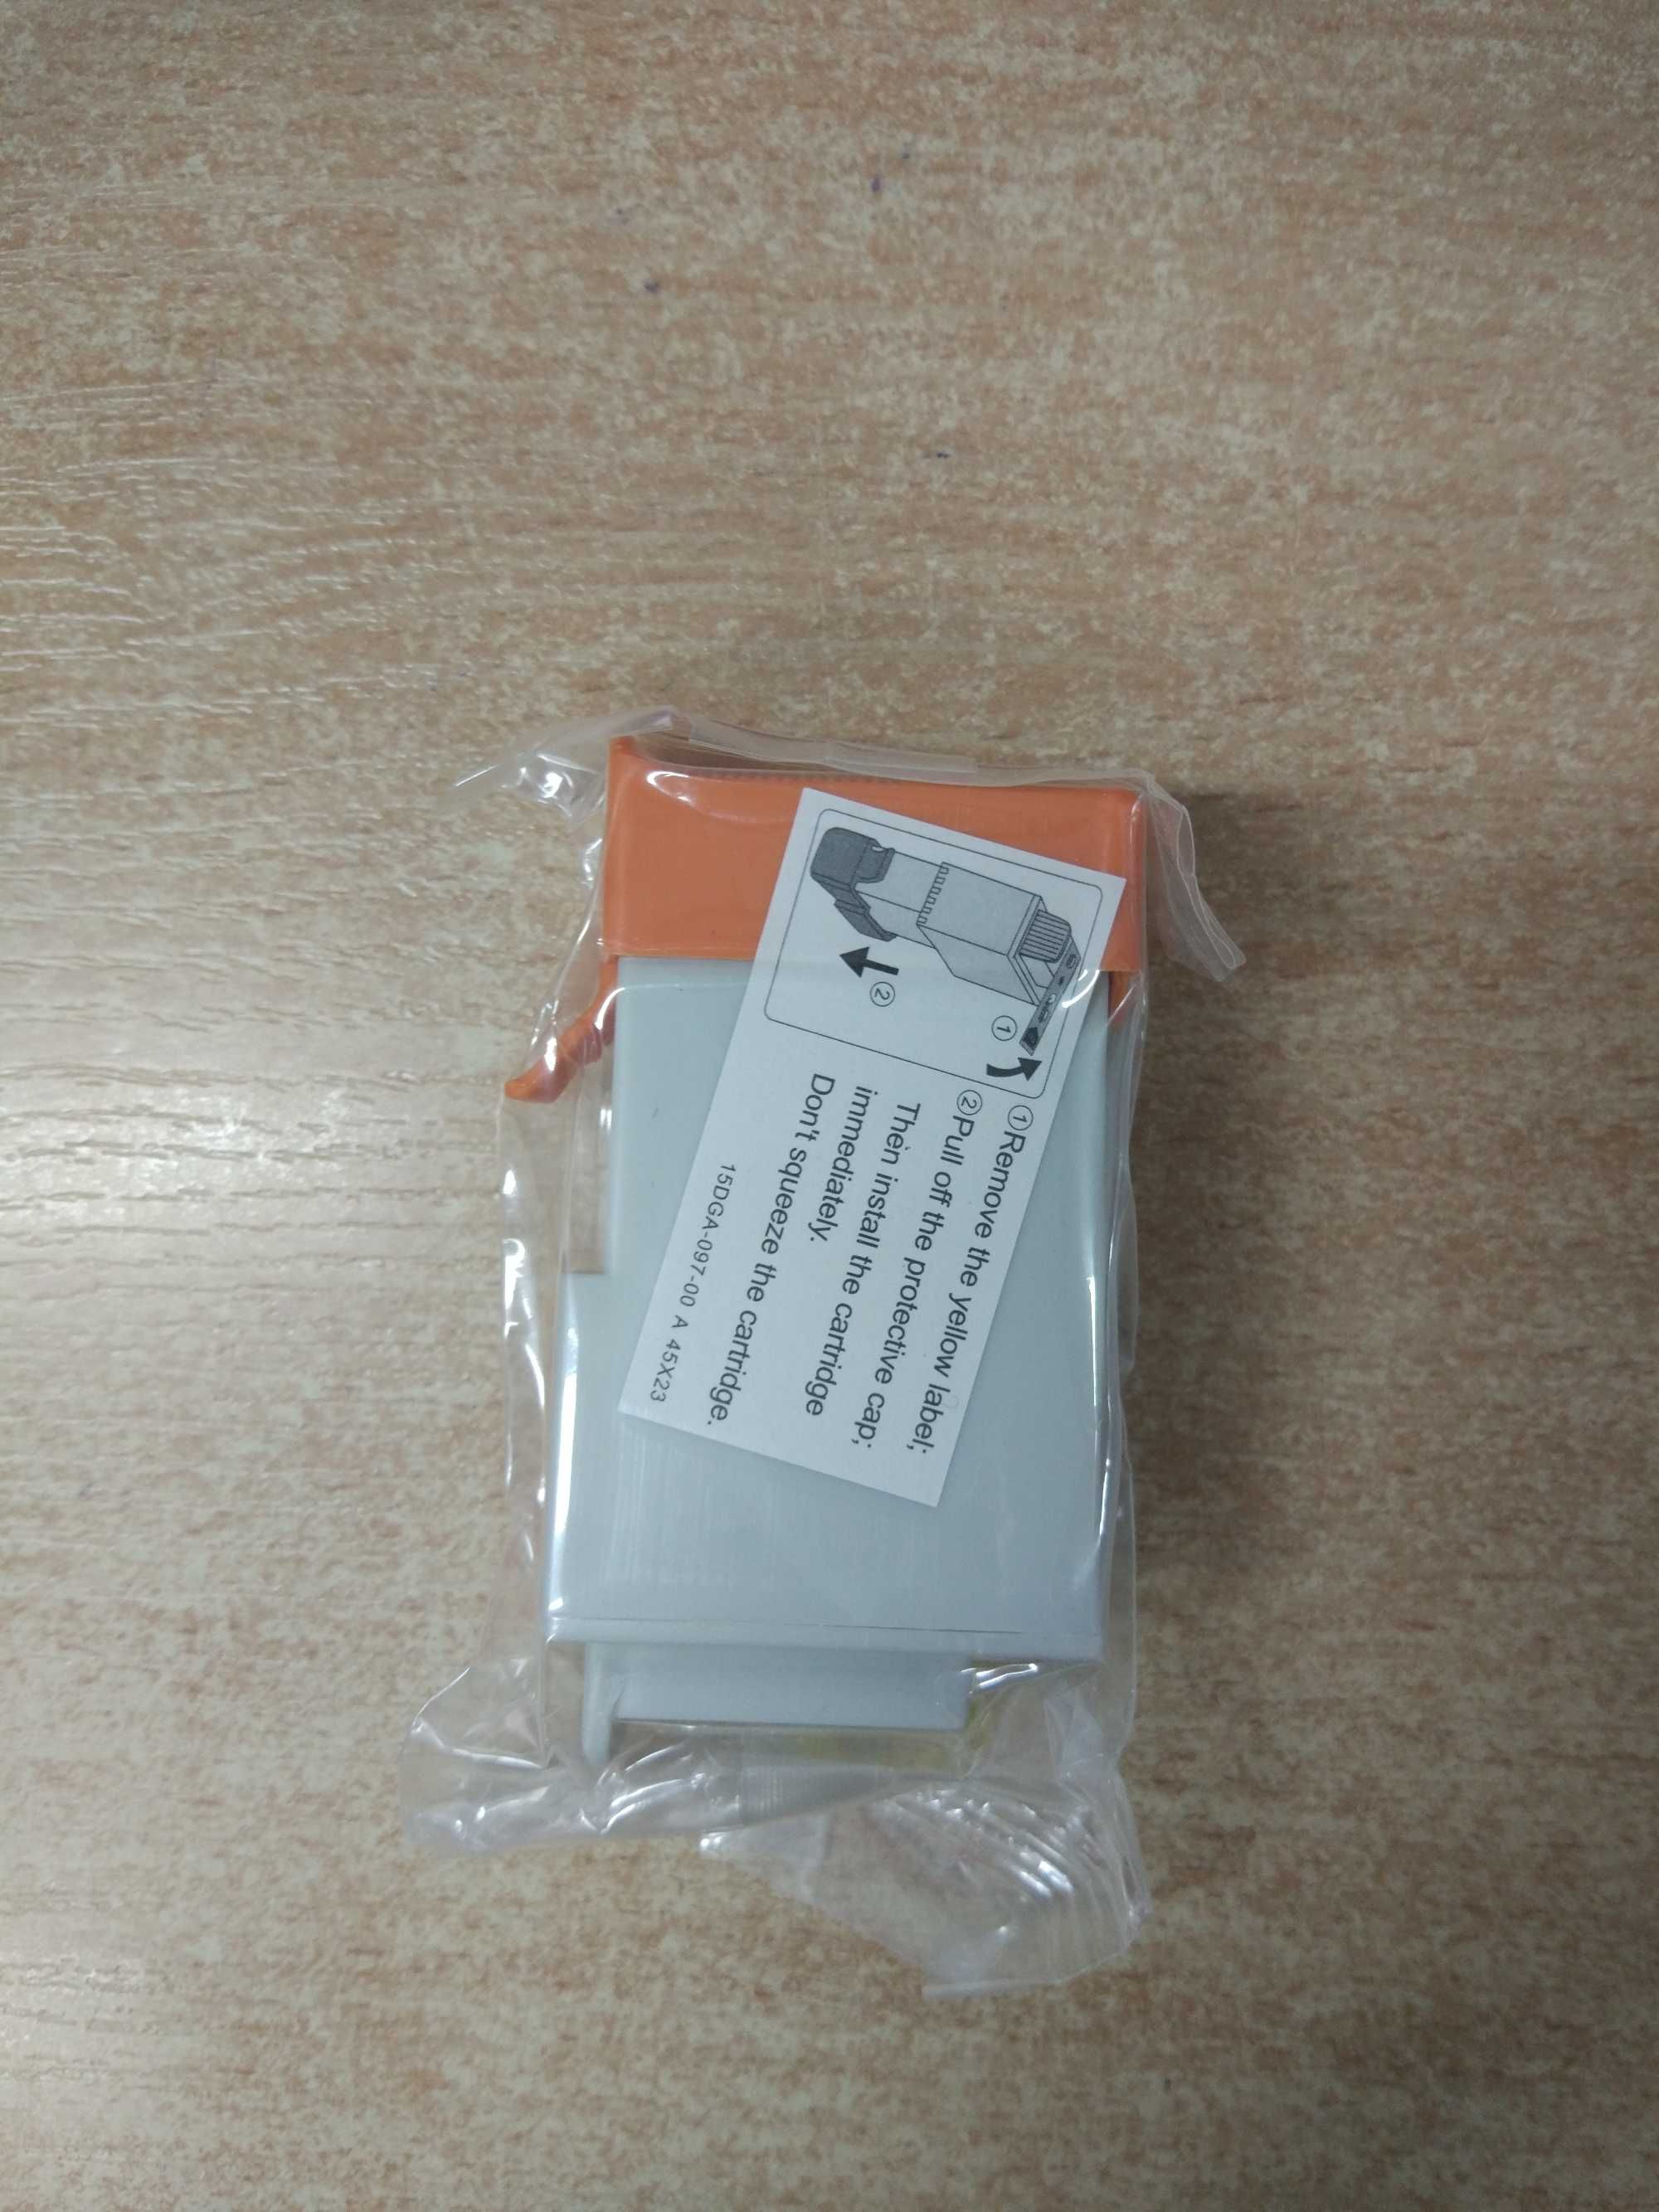 ①Remove the yellow label;
②Pull off the protective cap;
Then install the cartridge
immediately.
Don't squeeze the cartridge.
15DGA-097-00 A 45X23
①
②